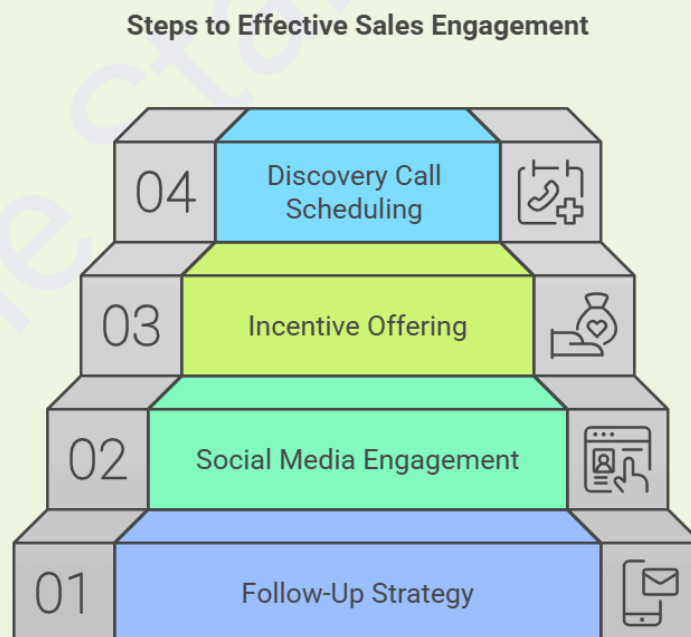 Steps to Effective Sales Engagement
04
Discovery Call
Scheduling
03
Incentive Offering
02
Social Media Engagement
01
Follow-Up Strategy